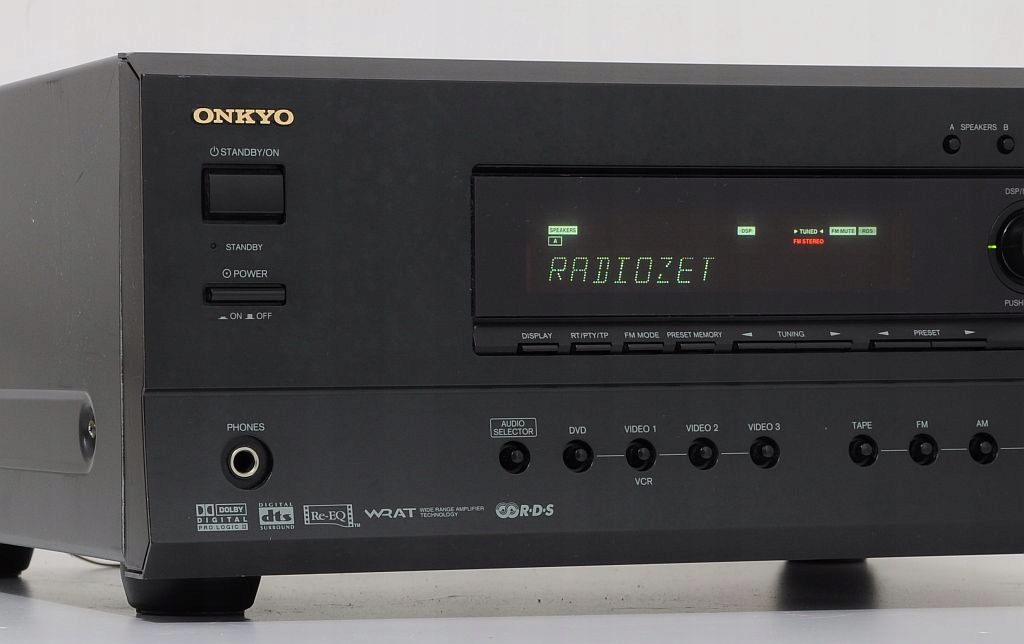 ONKYO
STANDBY/ON
STANDBY
POWER
ON OFF
A SPEAKERS B
DSP/
SPEAKERS
A
DSP
TUNED
FM MUTE
RDS
FM STEREO
RADIOZET
PUSH
DISPLAY
RT/PTY/TP
FM MODE
PRESET MEMORY
TUNING
PRESET
PHONES
AUDIO
SELECTOR
DVD
VIDEO 1
VIDEO 2
VIDEO 3
TAPE
FM
AM
VCR
DOLBY
DIGITAL
PRO LOGIC II
DIGITAL
dts
SURROUND
Re-EQ™
WRAT WIDE RANGE AMPLIFIER
TECHNOLOGY
R·D·S